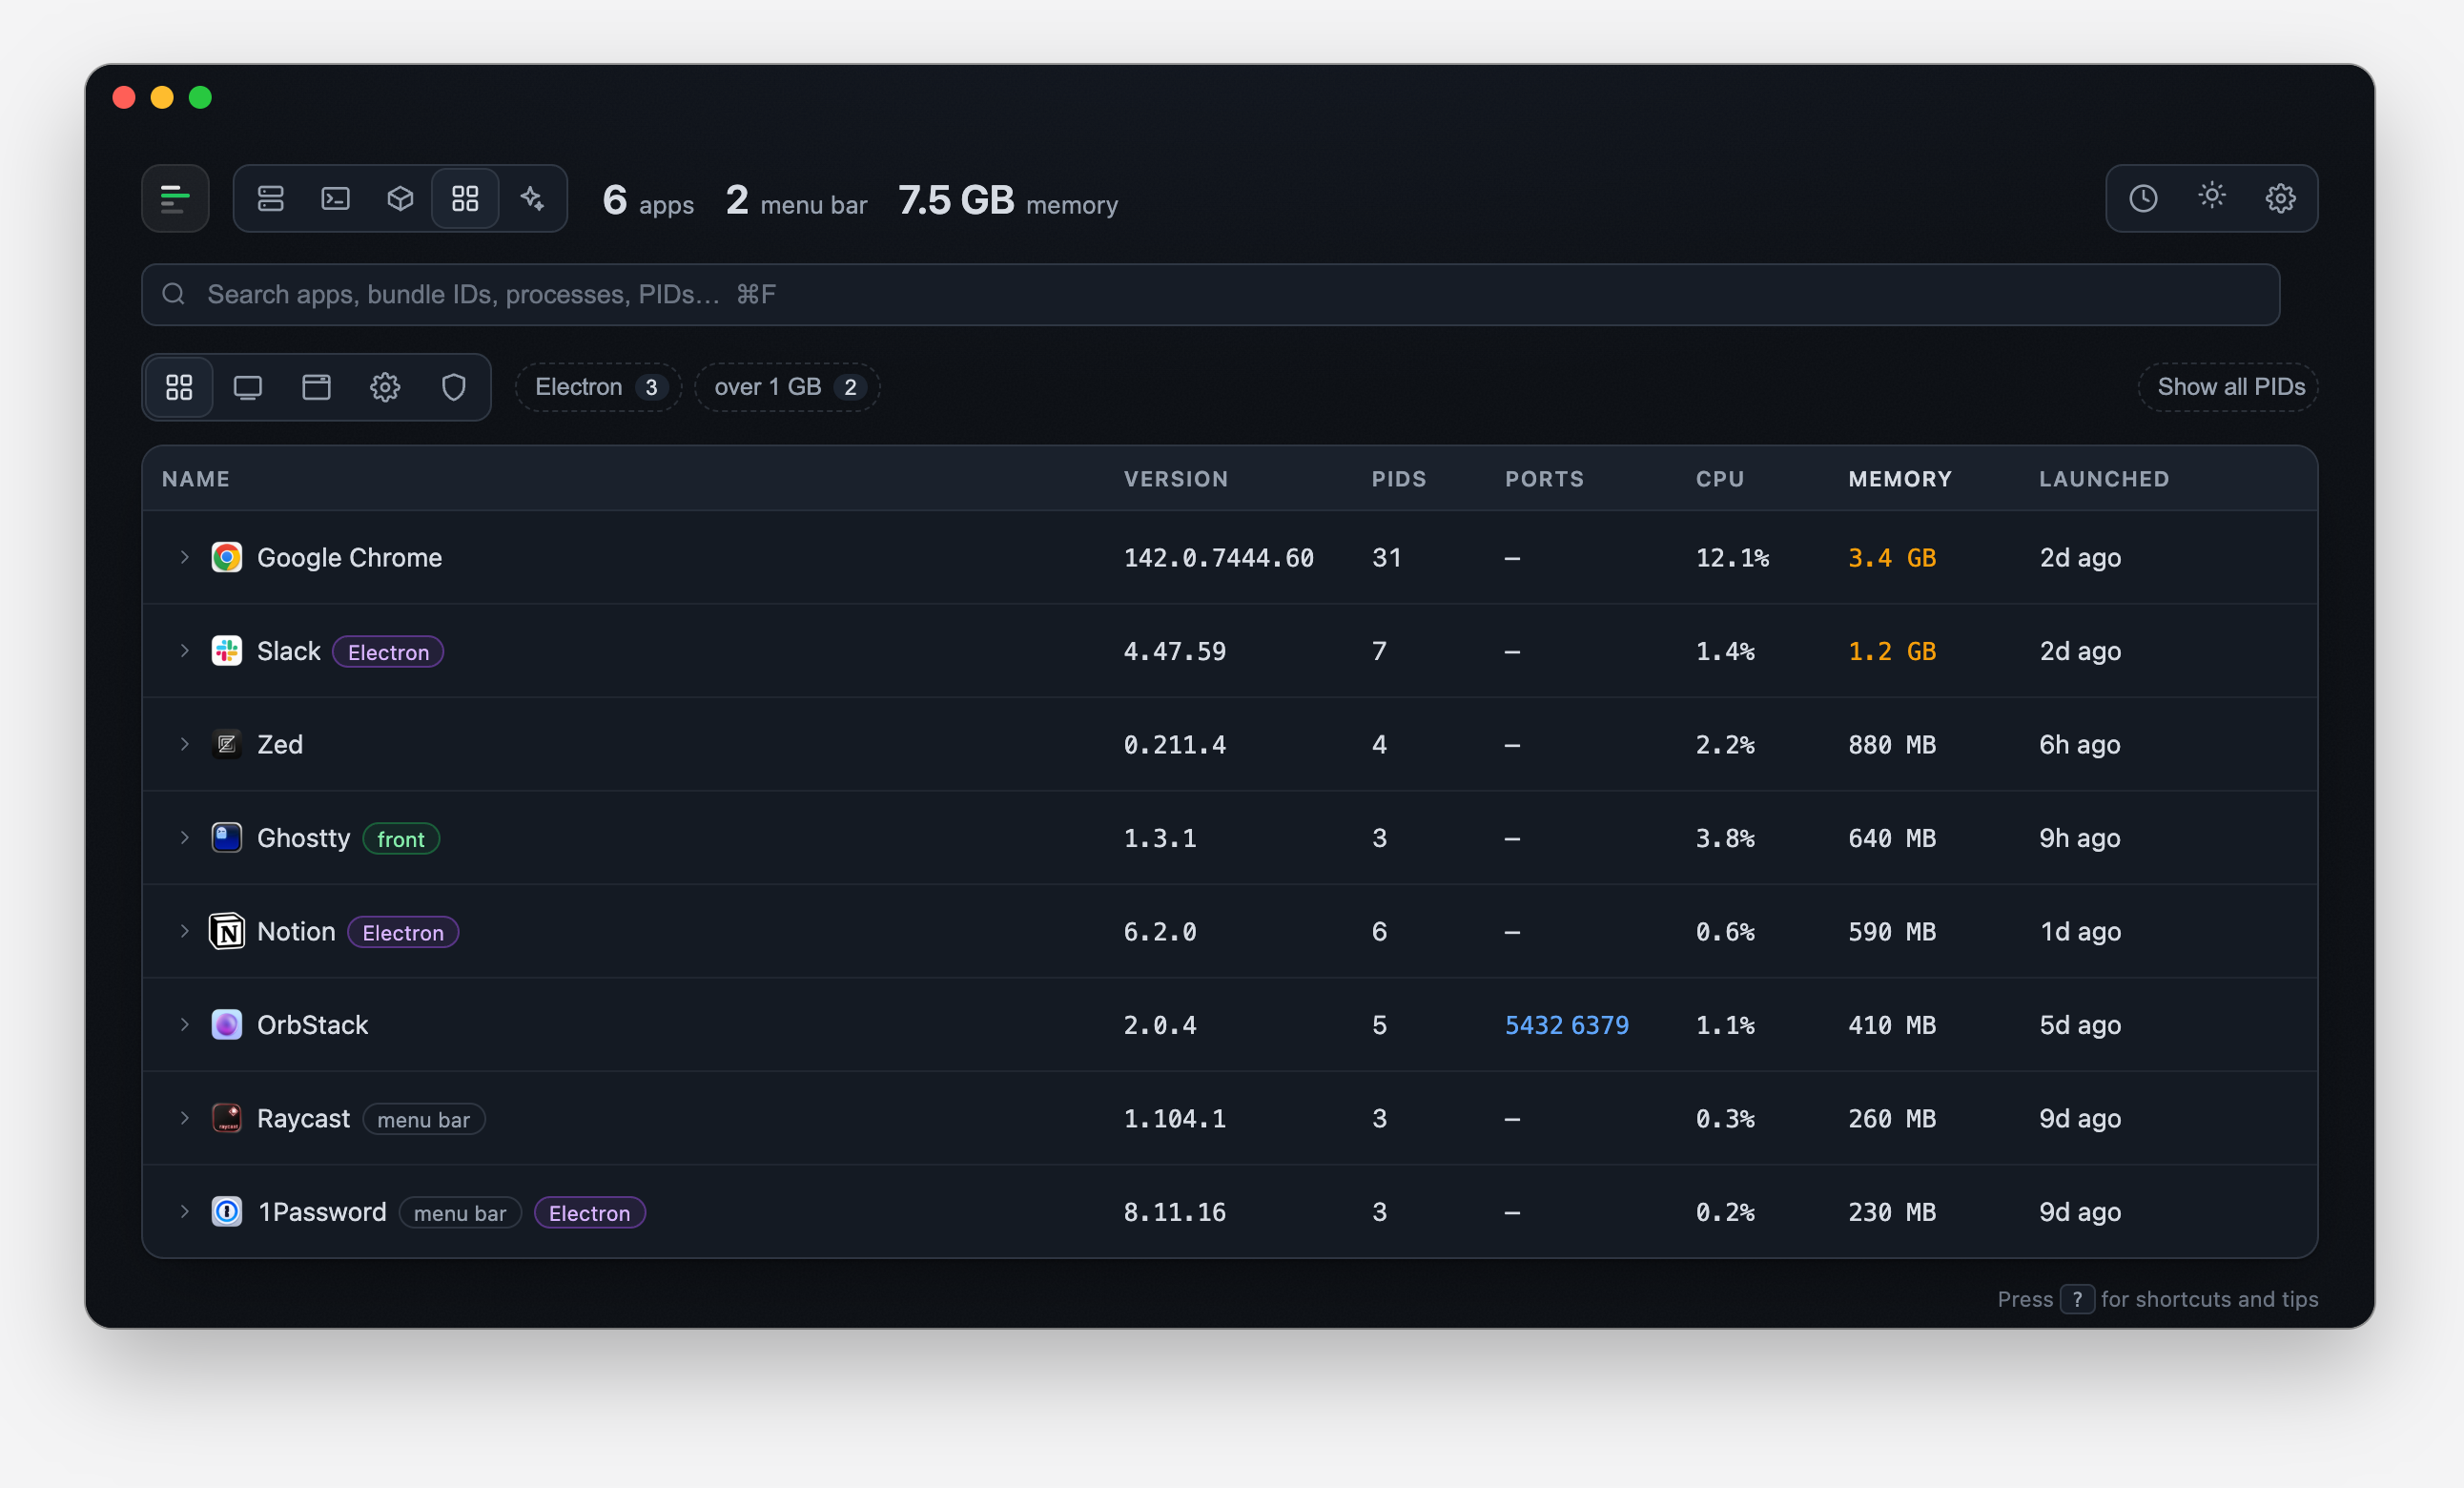 6 apps 2 menu bar 7.5 GB memory
Search apps, bundle IDs, processes, PIDs… ⌘F
Electron 3 over 1 GB 2 Show all PIDs
NAME VERSION PIDS PORTS CPU MEMORY LAUNCHED
Google Chrome 142.0.7444.60 31 – 12.1% 3.4 GB 2d ago
Slack Electron 4.47.59 7 – 1.4% 1.2 GB 2d ago
Zed 0.211.4 4 – 2.2% 880 MB 6h ago
Ghostty front 1.3.1 3 – 3.8% 640 MB 9h ago
Notion Electron 6.2.0 6 – 0.6% 590 MB 1d ago
OrbStack 2.0.4 5 5432 6379 1.1% 410 MB 5d ago
Raycast menu bar 1.104.1 3 – 0.3% 260 MB 9d ago
1Password menu bar Electron 8.11.16 3 – 0.2% 230 MB 9d ago
Press ? for shortcuts and tips